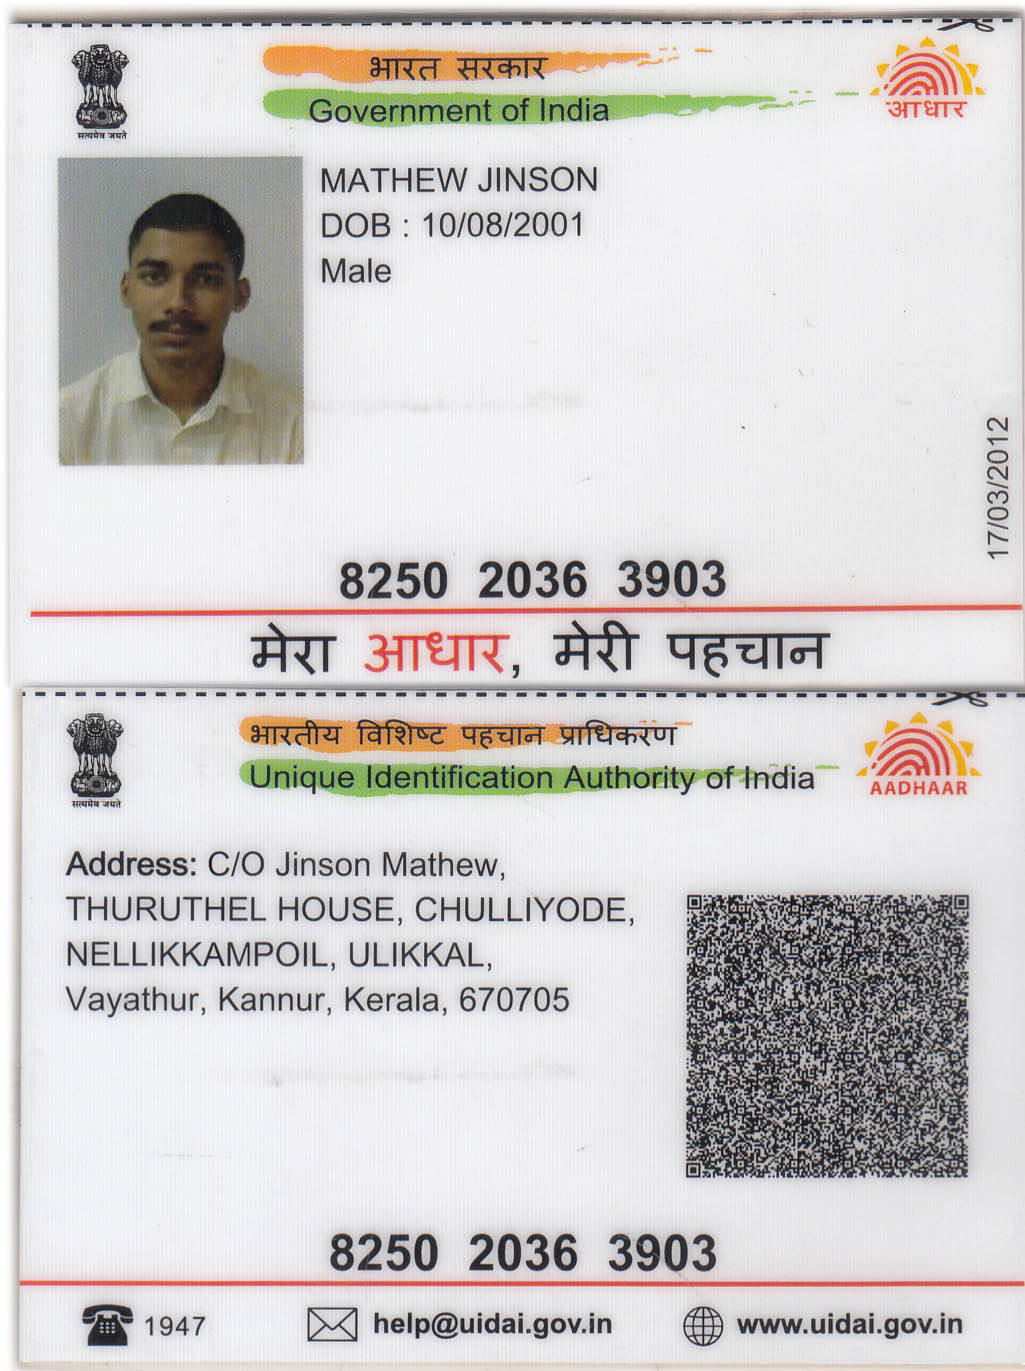 भारत सरकार
Government of India
सत्यमेव जयते
आधार
MATHEW JINSON
DOB : 10/08/2001
Male
17/03/2012
8250 2036 3903
मेरा आधार, मेरी पहचान
भारतीय विशिष्ट पहचान प्राधिकरण
Unique Identification Authority of India
सत्यमेव जयते
AADHAAR
Address: C/O Jinson Mathew,
THURUTHEL HOUSE, CHULLIYODE,
NELLIKKAMPOIL, ULIKKAL,
Vayathur, Kannur, Kerala, 670705
8250 2036 3903
1947
help@uidai.gov.in
www.uidai.gov.in